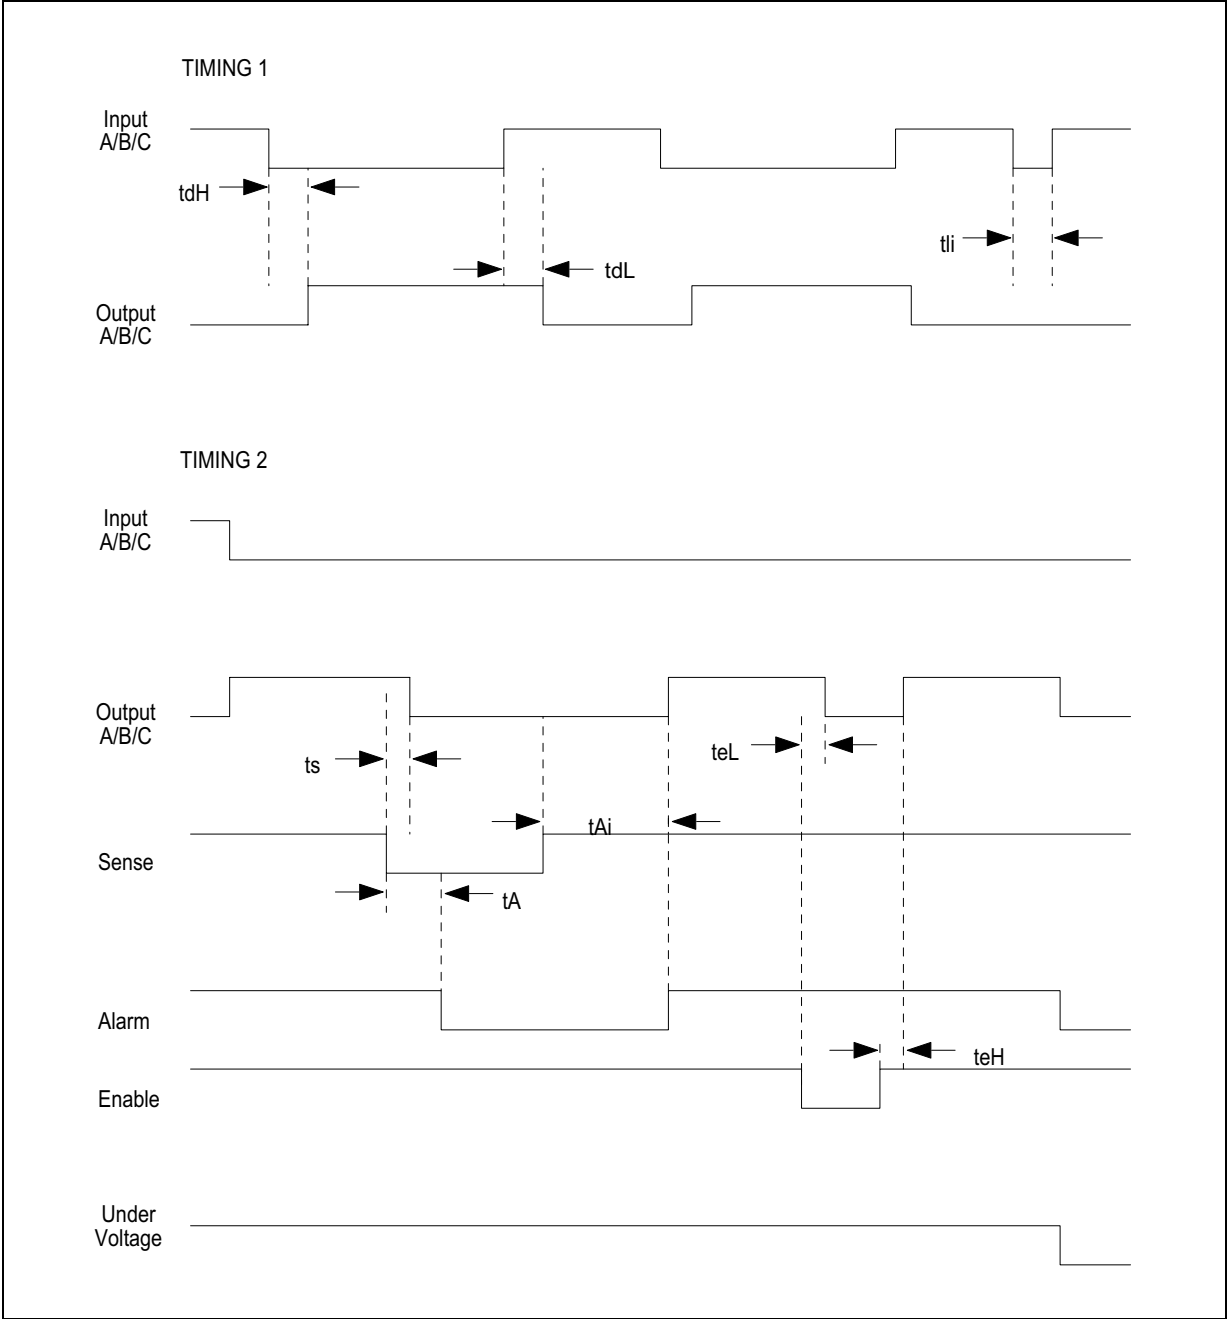 TIMING 1
Input
A/B/C
tdH
tli
tdL
Output
A/B/C
TIMING 2
Input
A/B/C
Output
A/B/C
teL
ts
tAi
Sense
tA
Alarm
teH
Enable
Under
Voltage